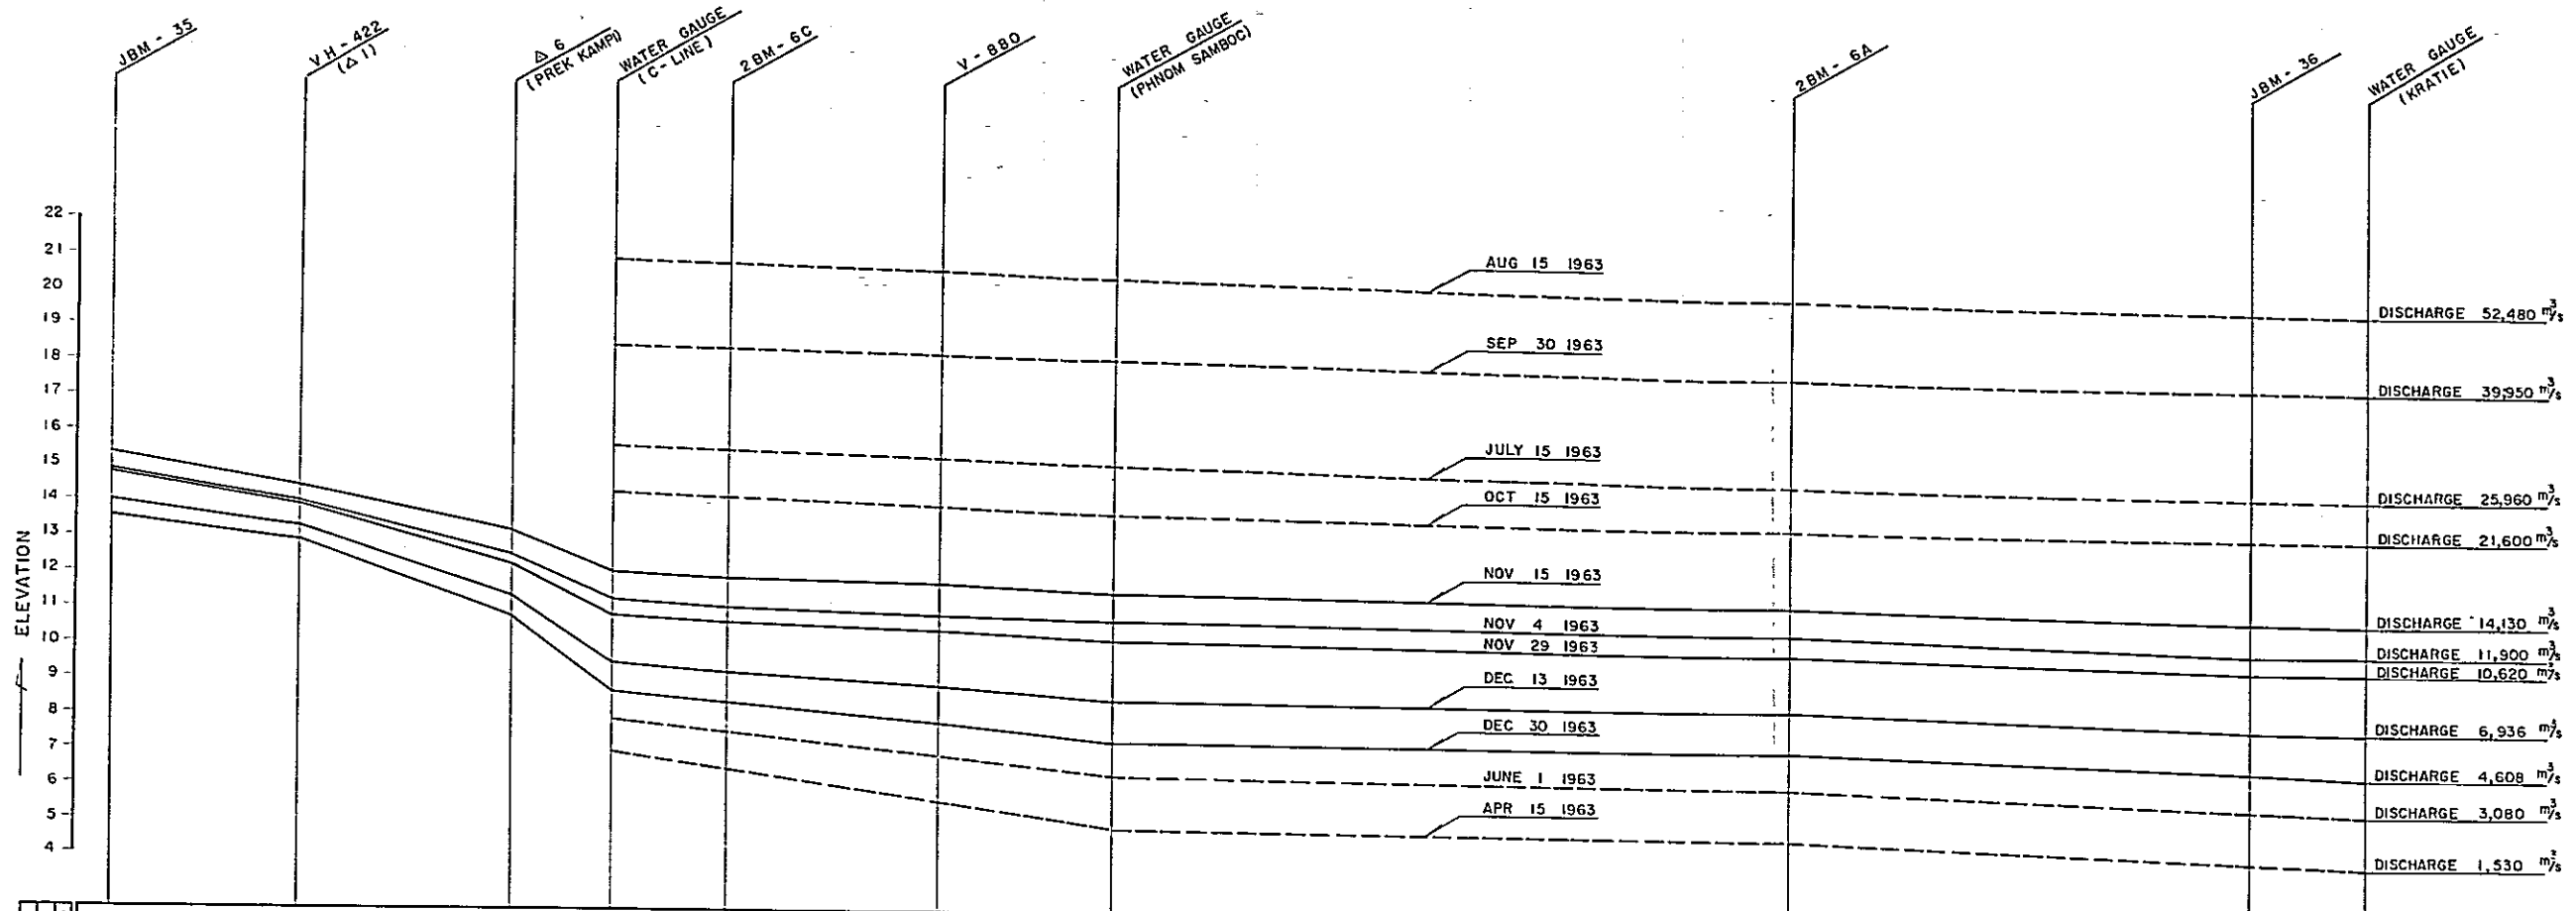 JBM - 35
VH - 422
(△ 1)
△ 6
(PREK KAMPI)
WATER GAUGE
(C - LINE)
2BM - 6C
V - 880
WATER GAUGE
(PHNOM SAMBOC)
2BM - 6A
JBM - 36
WATER GAUGE
(KRATIE)
ELEVATION
22
21
20
19
18
17
16
15
14
13
12
11
10
9
8
7
6
5
4
AUG 15 1963
SEP 30 1963
JULY 15 1963
OCT 15 1963
NOV 15 1963
NOV 4 1963
NOV 29 1963
DEC 13 1963
DEC 30 1963
JUNE 1 1963
APR 15 1963
DISCHARGE 52,480 m³/s
DISCHARGE 39,950 m³/s
DISCHARGE 25,960 m³/s
DISCHARGE 21,600 m³/s
DISCHARGE 14,130 m³/s
DISCHARGE 11,900 m³/s
DISCHARGE 10,620 m³/s
DISCHARGE 6,936 m³/s
DISCHARGE 4,608 m³/s
DISCHARGE 3,080 m³/s
DISCHARGE 1,530 m³/s